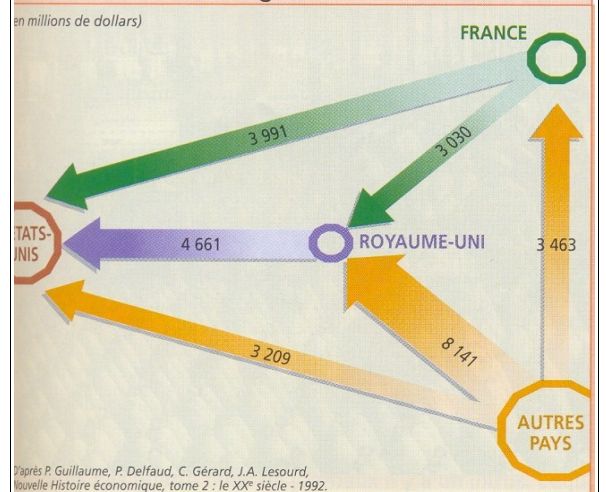 en millions de dollars)
FRANCE
3 991
3 030
ÉTATS-
UNIS
4 661
ROYAUME-UNI
3 463
3 209
8 141
AUTRES
PAYS
D'après P. Guillaume, P. Delfaud, C. Gérard, J.A. Lesourd,
Nouvelle Histoire économique, tome 2 : le XXe siècle - 1992.